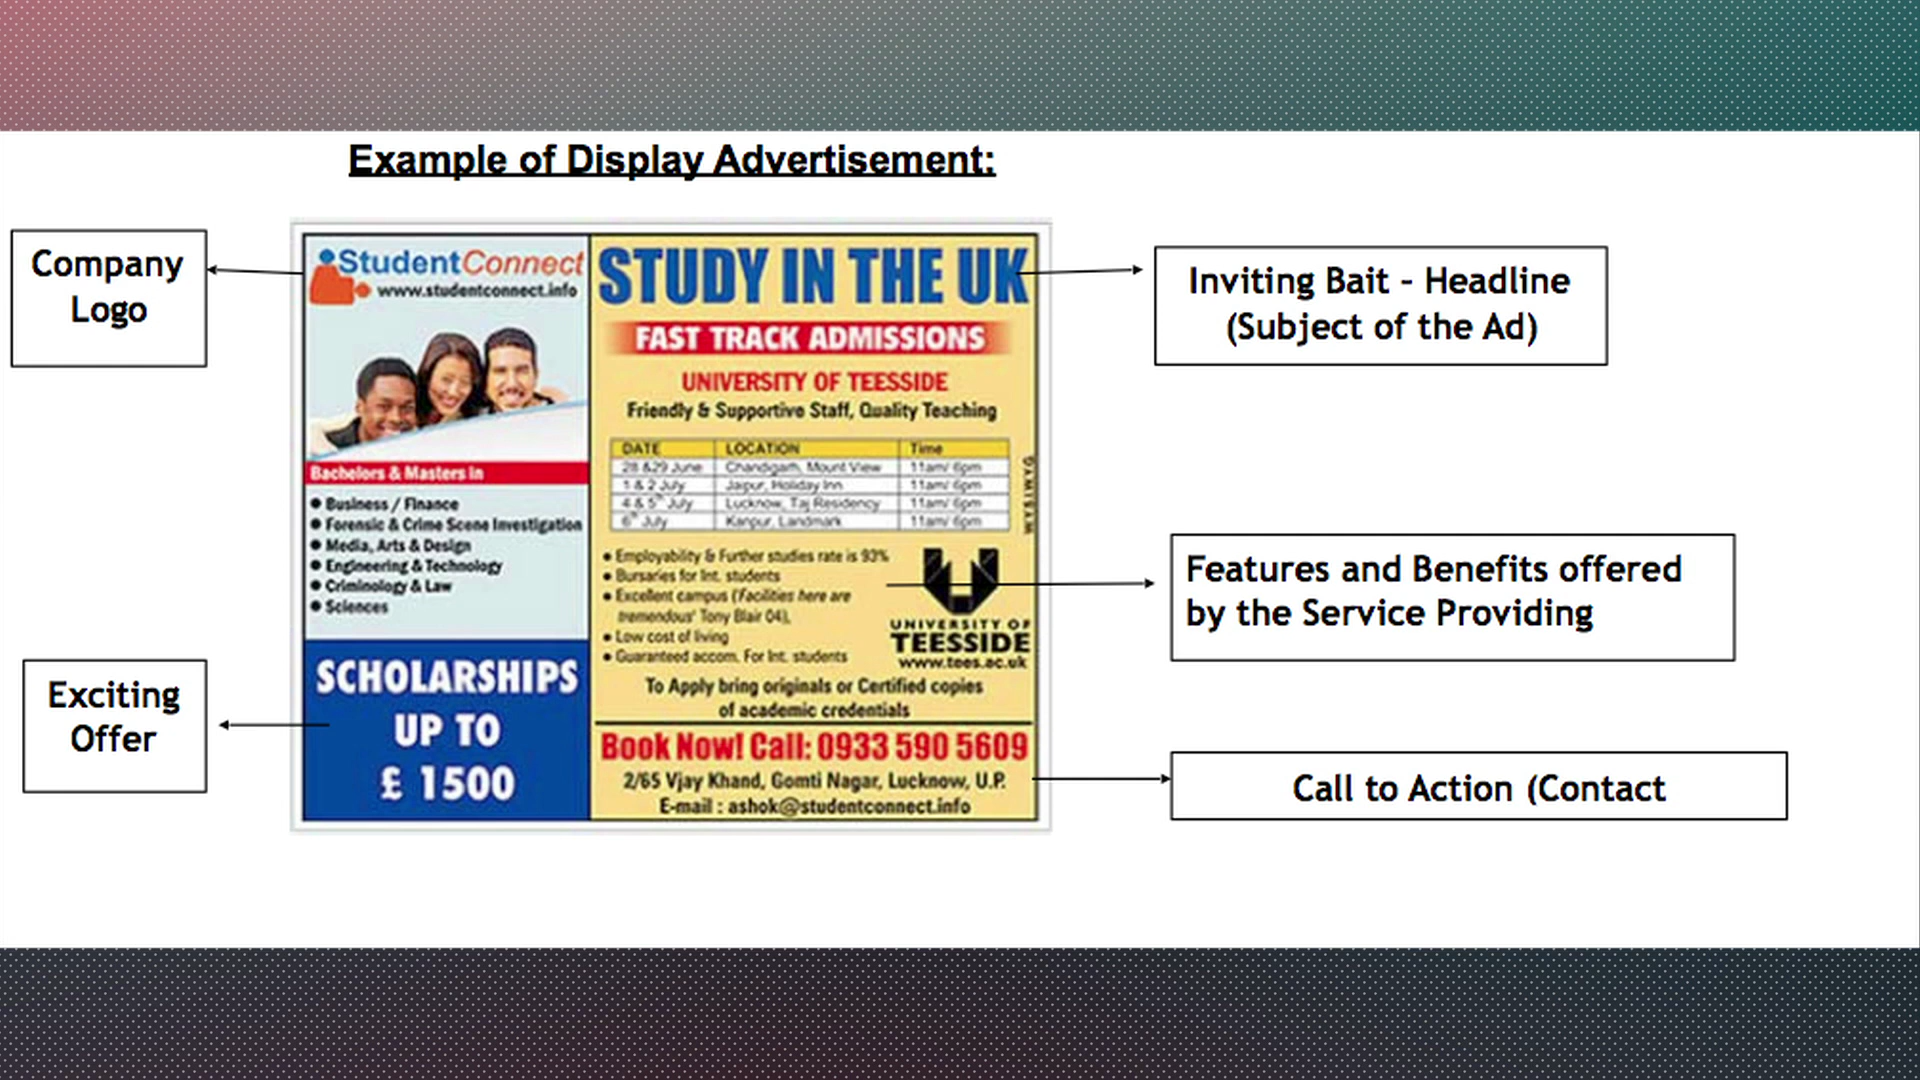 Example of Display Advertisement:
Company
Logo
StudentConnect
www.studentconnect.info
Bachelors & Masters in
● Business / Finance
● Forensic & Crime Scene Investigation
● Media, Arts & Design
● Engineering & Technology
● Criminology & Law
● Sciences
Exciting
Offer
SCHOLARSHIPS
UP TO
£ 1500
STUDY IN THE UK
FAST TRACK ADMISSIONS
UNIVERSITY OF TEESSIDE
Friendly & Supportive Staff, Quality Teaching
DATE LOCATION Time
28 &29 June Chandigarh, Mount View 11am/ 6pm
1 & 2 July Jaipur, Holiday Inn 11am/ 6pm
4 & 5th July Lucknow, Taj Residency 11am/ 6pm
6th July Kanpur, Landmark 11am/ 6pm
WYSIWYG
● Employability & Further studies rate is 93%
● Bursaries for Int. students
● Excellent campus (Facilities here are
tremendous' Tony Blair 04),
● Low cost of living
● Guaranteed accom. For Int. students
UNIVERSITY OF
TEESSIDE
www.tees.ac.uk
To Apply bring originals or Certified copies
of academic credentials
Book Now! Call: 0933 590 5609
2/65 Vjay Khand, Gomti Nagar, Lucknow, U.P.
E-mail : ashok@studentconnect.info
Inviting Bait - Headline
(Subject of the Ad)
Features and Benefits offered
by the Service Providing
Call to Action (Contact